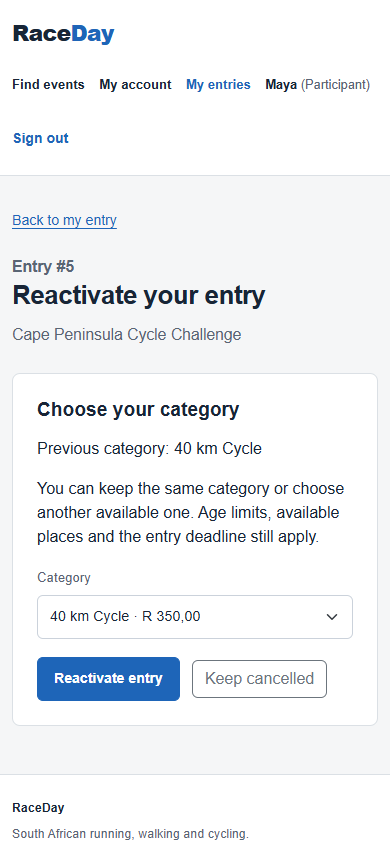 RaceDay
Find events My account My entries Maya (Participant)
Sign out
Back to my entry
Entry #5
Reactivate your entry
Cape Peninsula Cycle Challenge
Choose your category
Previous category: 40 km Cycle
You can keep the same category or choose
another available one. Age limits, available
places and the entry deadline still apply.
Category
40 km Cycle · R 350,00
Reactivate entry Keep cancelled
RaceDay
South African running, walking and cycling.